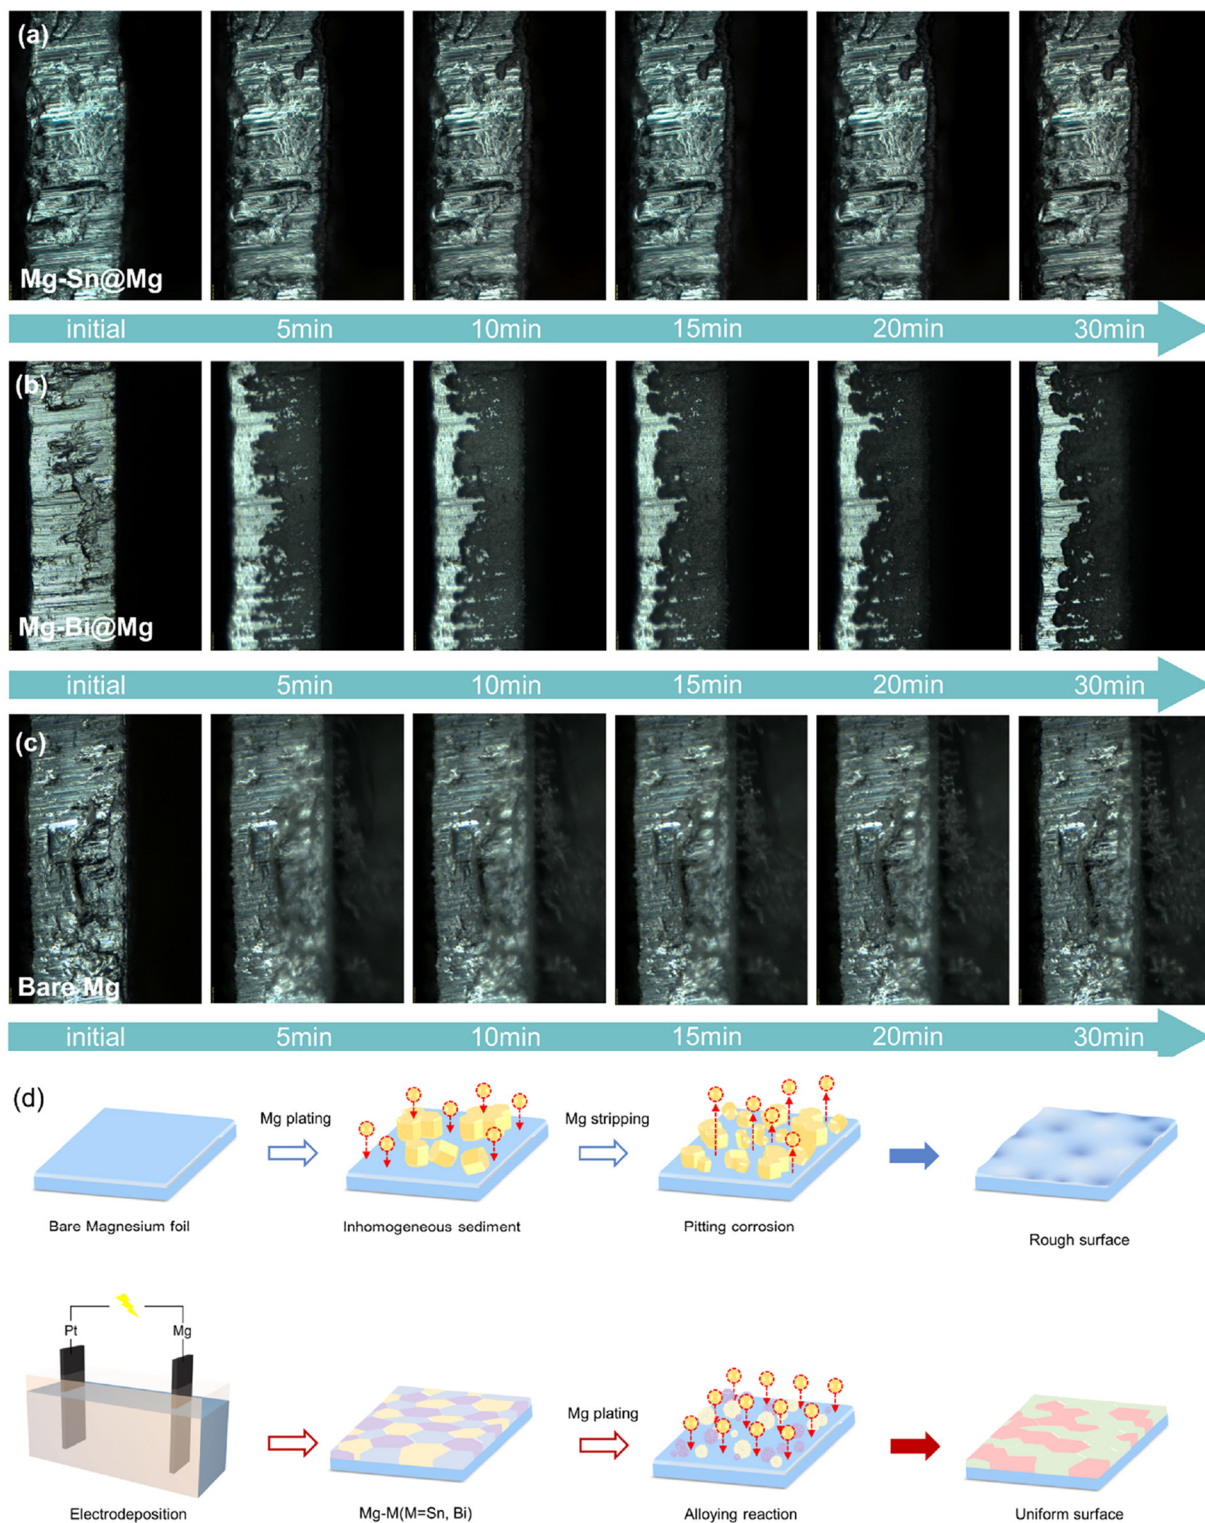 (a)
Mg-Sn@Mg
initial 5min 10min 15min 20min 30min
(b)
Mg-Bi@Mg
initial 5min 10min 15min 20min 30min
(c)
Bare Mg
initial 5min 10min 15min 20min 30min
(d)
Mg plating Mg stripping
Bare Magnesium foil Inhomogeneous sediment Pitting corrosion Rough surface
Pt Mg
Mg plating
Electrodeposition Mg-M(M=Sn, Bi) Alloying reaction Uniform surface